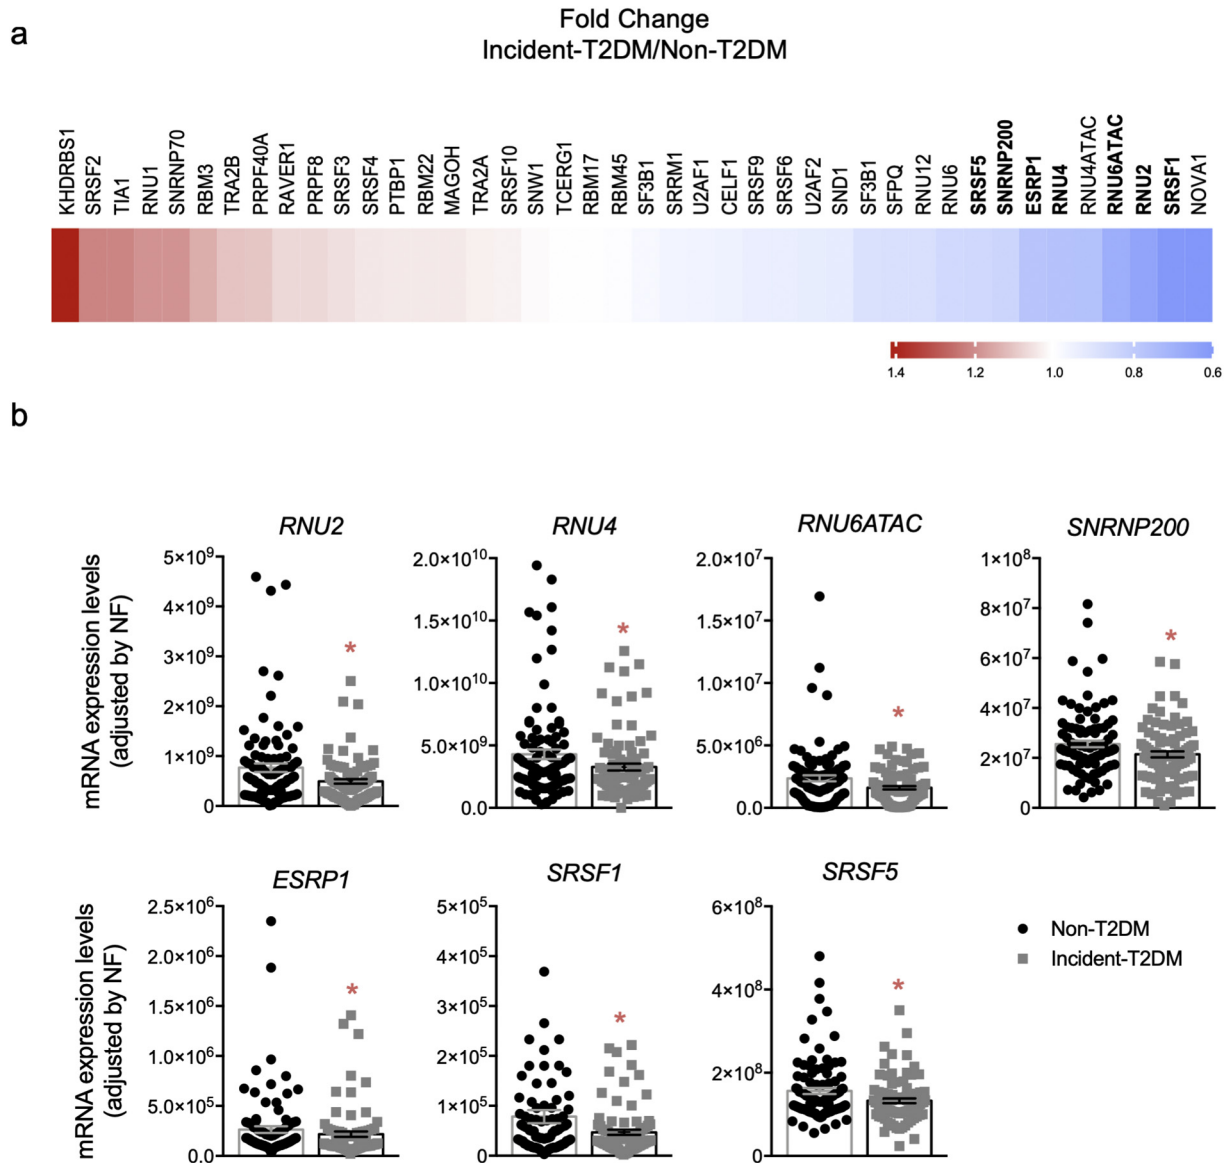 a
Fold Change
Incident-T2DM/Non-T2DM
KHDRBS1
SRSF2
TIA1
RNU1
SNRNP70
RBM3
TRA2B
PRPF40A
RAVER1
PRPF8
SRSF3
SRSF4
PTBP1
RBM22
MAGOH
TRA2A
SRSF10
SNW1
TCERG1
RBM17
RBM45
SF3B1
SRRM1
U2AF1
CELF1
SRSF9
SRSF6
U2AF2
SND1
SF3B1
SFPQ
RNU12
RNU6
SRSF5
SNRNP200
ESRP1
RNU4
RNU4ATAC
RNU6ATAC
RNU2
SRSF1
NOVA1
1.4 1.2 1.0 0.8 0.6
b
mRNA expression levels
(adjusted by NF)
RNU2
5×10⁹
4×10⁹
3×10⁹
2×10⁹
1×10⁹
0
*
RNU4
2.0×10¹⁰
1.5×10¹⁰
1.0×10¹⁰
5.0×10⁹
0.0
*
RNU6ATAC
2.0×10⁷
1.5×10⁷
1.0×10⁷
5.0×10⁶
0.0
*
SNRNP200
1×10⁸
8×10⁷
6×10⁷
4×10⁷
2×10⁷
0
*
mRNA expression levels
(adjusted by NF)
ESRP1
2.5×10⁶
2.0×10⁶
1.5×10⁶
1.0×10⁶
5.0×10⁵
0.0
*
SRSF1
5×10⁵
4×10⁵
3×10⁵
2×10⁵
1×10⁵
0
*
SRSF5
6×10⁸
4×10⁸
2×10⁸
0
*
Non-T2DM
Incident-T2DM